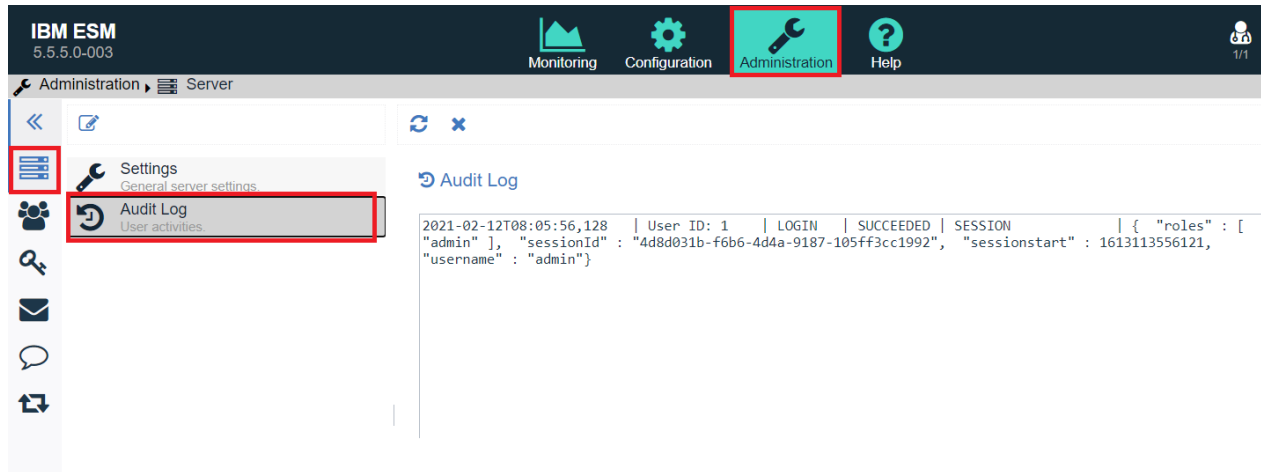 IBM ESM
5.5.5.0-003
Monitoring
Configuration
Administration
Help
1/1
Administration
Server
Settings
General server settings.
Audit Log
User activities.
Audit Log
2021-02-12T08:05:56,128 | User ID: 1 | LOGIN | SUCCEEDED | SESSION | { "roles" : [
"admin" ], "sessionId" : "4d8d031b-f6b6-4d4a-9187-105ff3cc1992", "sessionstart" : 1613113556121,
"username" : "admin"}